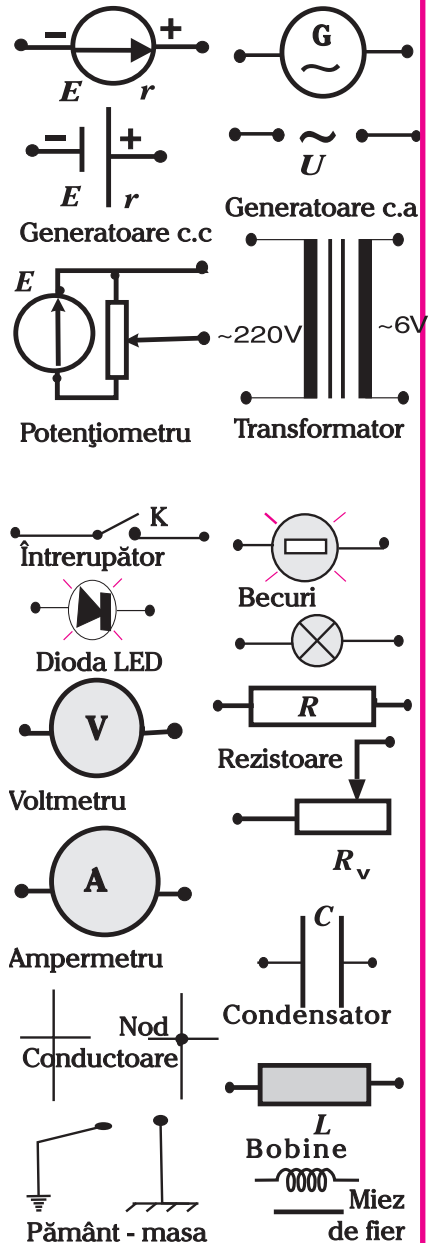 − + G
E r
− +
E r U
Generatoare c.c
Generatoare c.a
E
~220V ~6V
Potenţiometru
Transformator
K
Întrerupător
Becuri
Dioda LED
V R
Rezistoare
Voltmetru
R v
A
C
Ampermetru
Condensator
Nod
Conductoare
L
Bobine
Miez
de fier
Pământ - masa